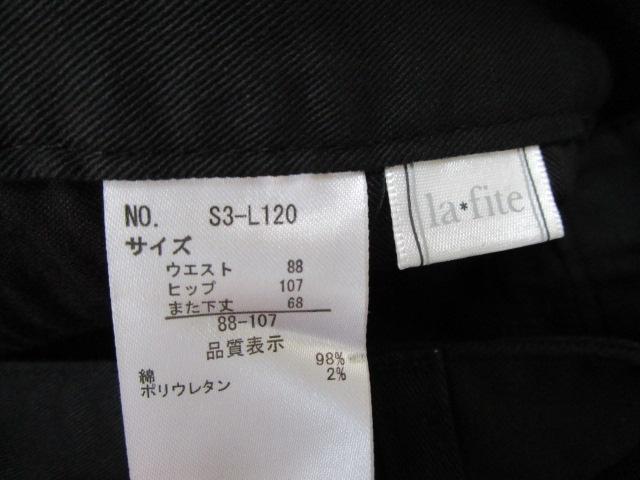 NO. S3-L120
サイズ
ウエスト 88
ヒップ 107
また下丈 68
88-107
品質表示
綿 98%
ポリウレタン 2%
la*fite